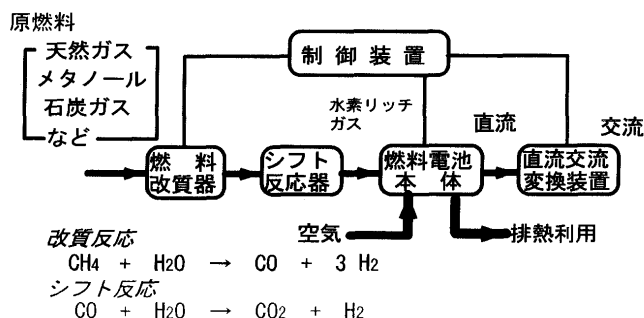 原燃料
天然ガス
メタノール
石炭ガス
など
制御装置
水素リッチ
ガス
直流
交流
燃料
改質器
シフト
反応器
燃料電池
本体
直流交流
変換装置
空気
排熱利用
改質反応
CH4 + H2O → CO + 3 H2
シフト反応
CO + H2O → CO2 + H2